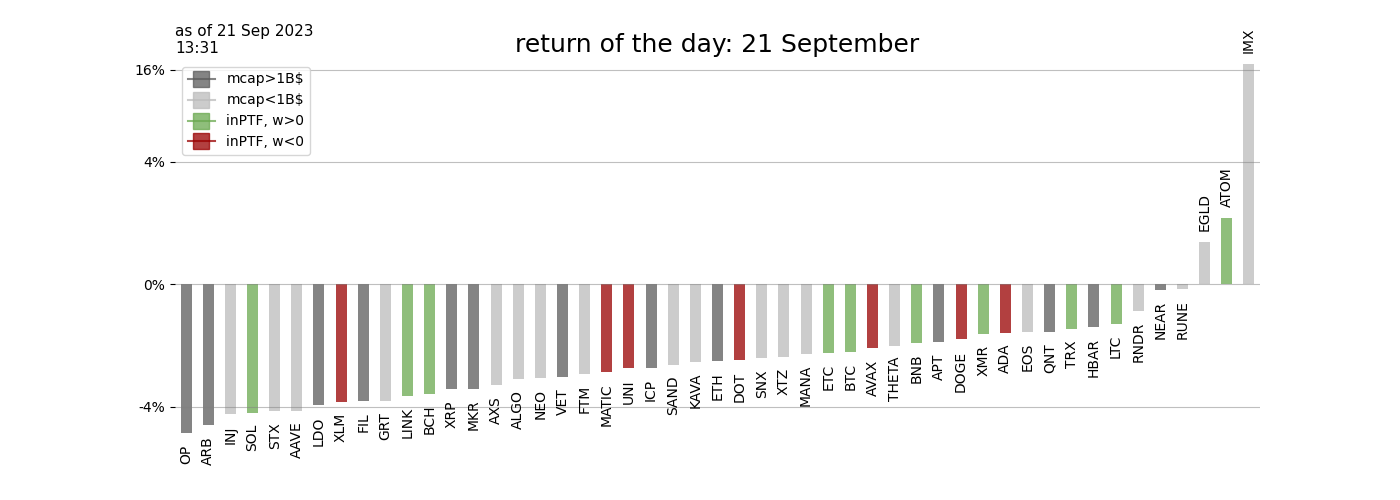 as of 21 Sep 2023
13:31
return of the day: 21 September
mcap>1B$
mcap<1B$
inPTF, w>0
inPTF, w<0
16%
4%
0%
-4%
OP
ARB
INJ
SOL
STX
AAVE
LDO
XLM
FIL
GRT
LINK
BCH
XRP
MKR
AXS
ALGO
NEO
VET
FTM
MATIC
UNI
ICP
SAND
KAVA
ETH
DOT
SNX
XTZ
MANA
ETC
BTC
AVAX
THETA
BNB
APT
DOGE
XMR
ADA
EOS
QNT
TRX
HBAR
LTC
RNDR
NEAR
RUNE
EGLD
ATOM
IMX